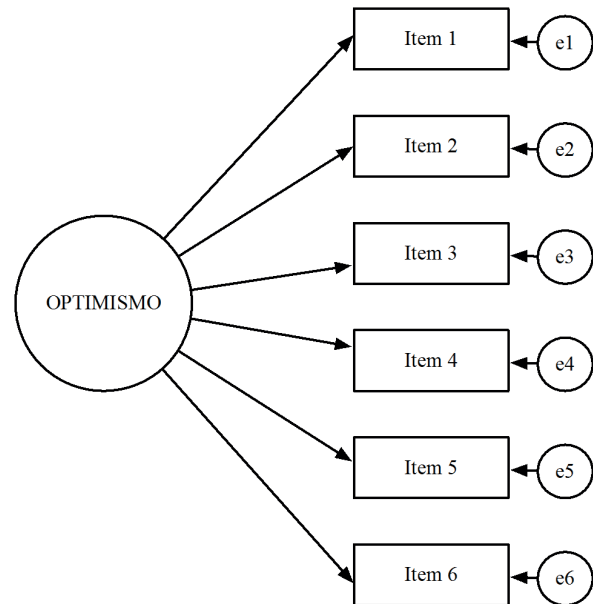 Item 1
e1
Item 2
e2
Item 3
e3
OPTIMISMO
Item 4
e4
Item 5
e5
Item 6
e6